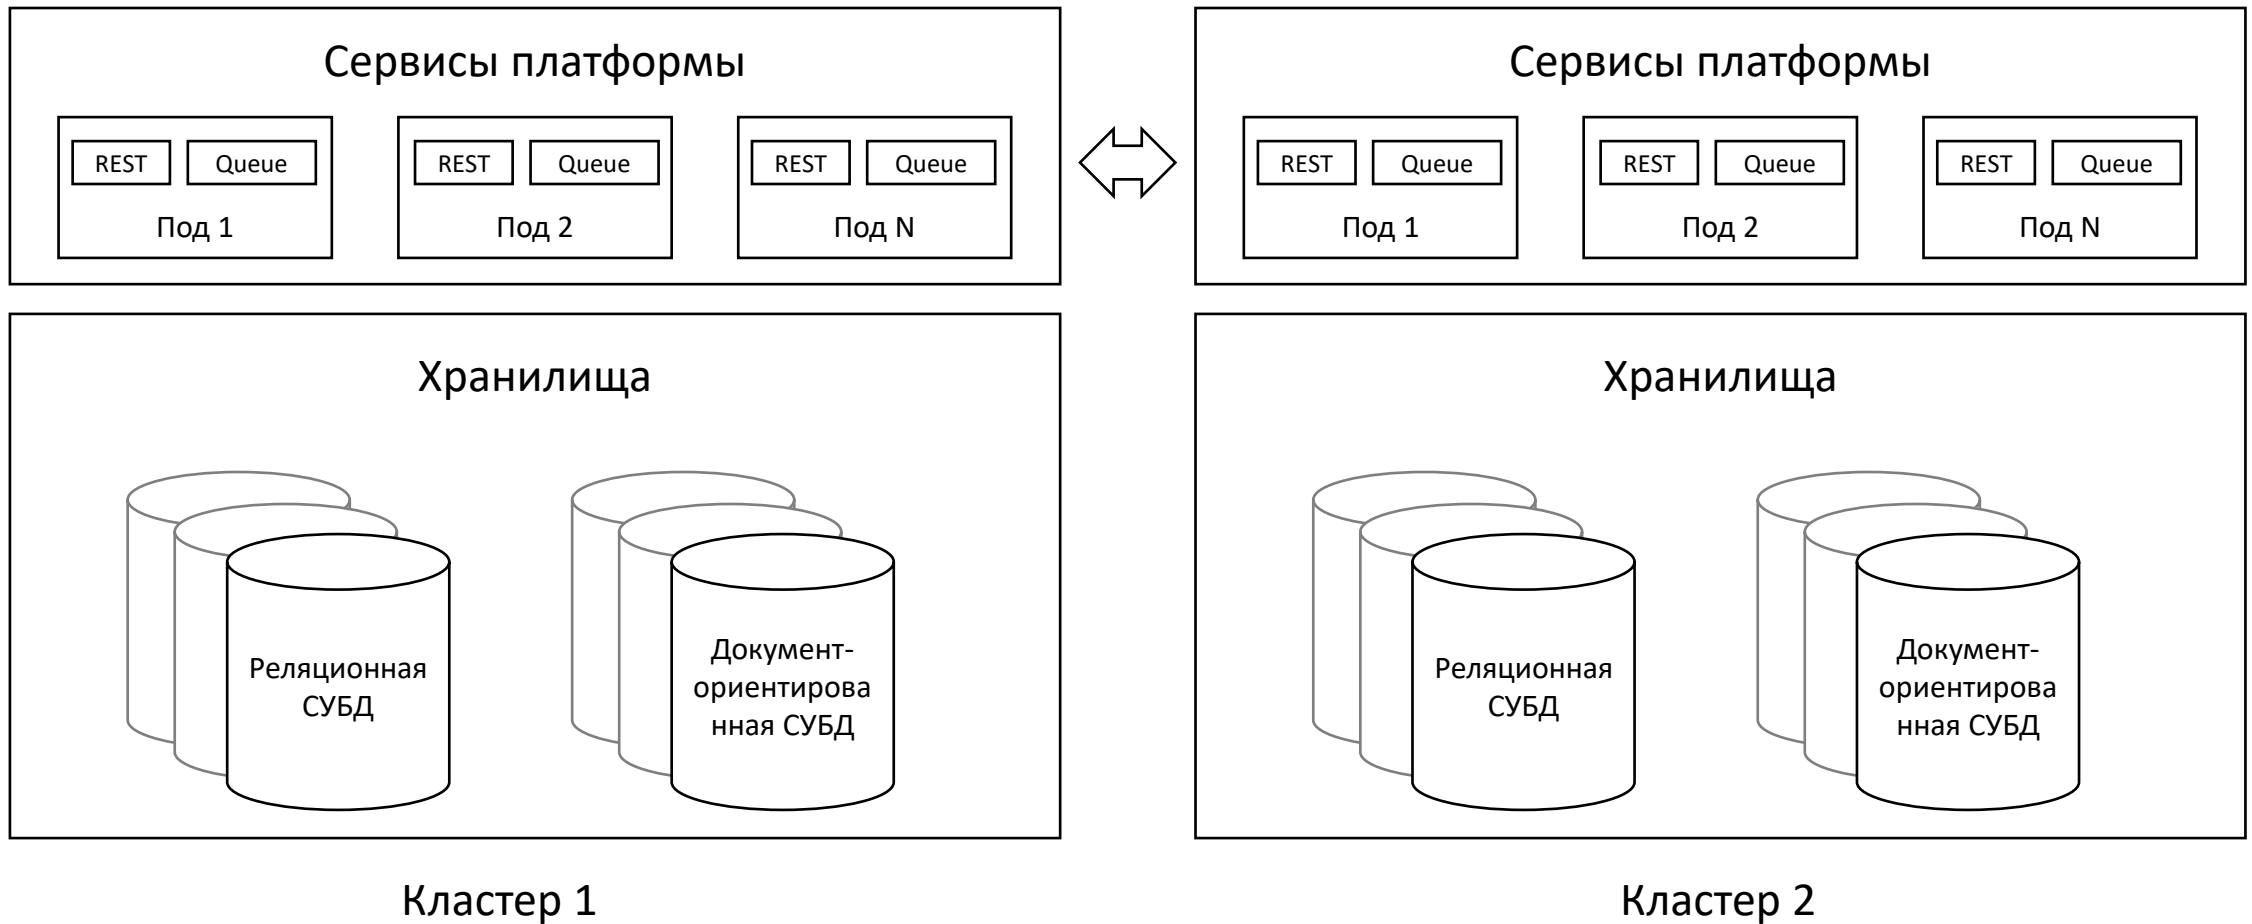 Сервисы платформы
REST
Queue
Под 1
REST
Queue
Под 2
REST
Queue
Под N
Сервисы платформы
REST
Queue
Под 1
REST
Queue
Под 2
REST
Queue
Под N
Хранилища
Реляционная
СУБД
Документ-
ориентирова
нная СУБД
Хранилища
Реляционная
СУБД
Документ-
ориентирова
нная СУБД
Кластер 1
Кластер 2